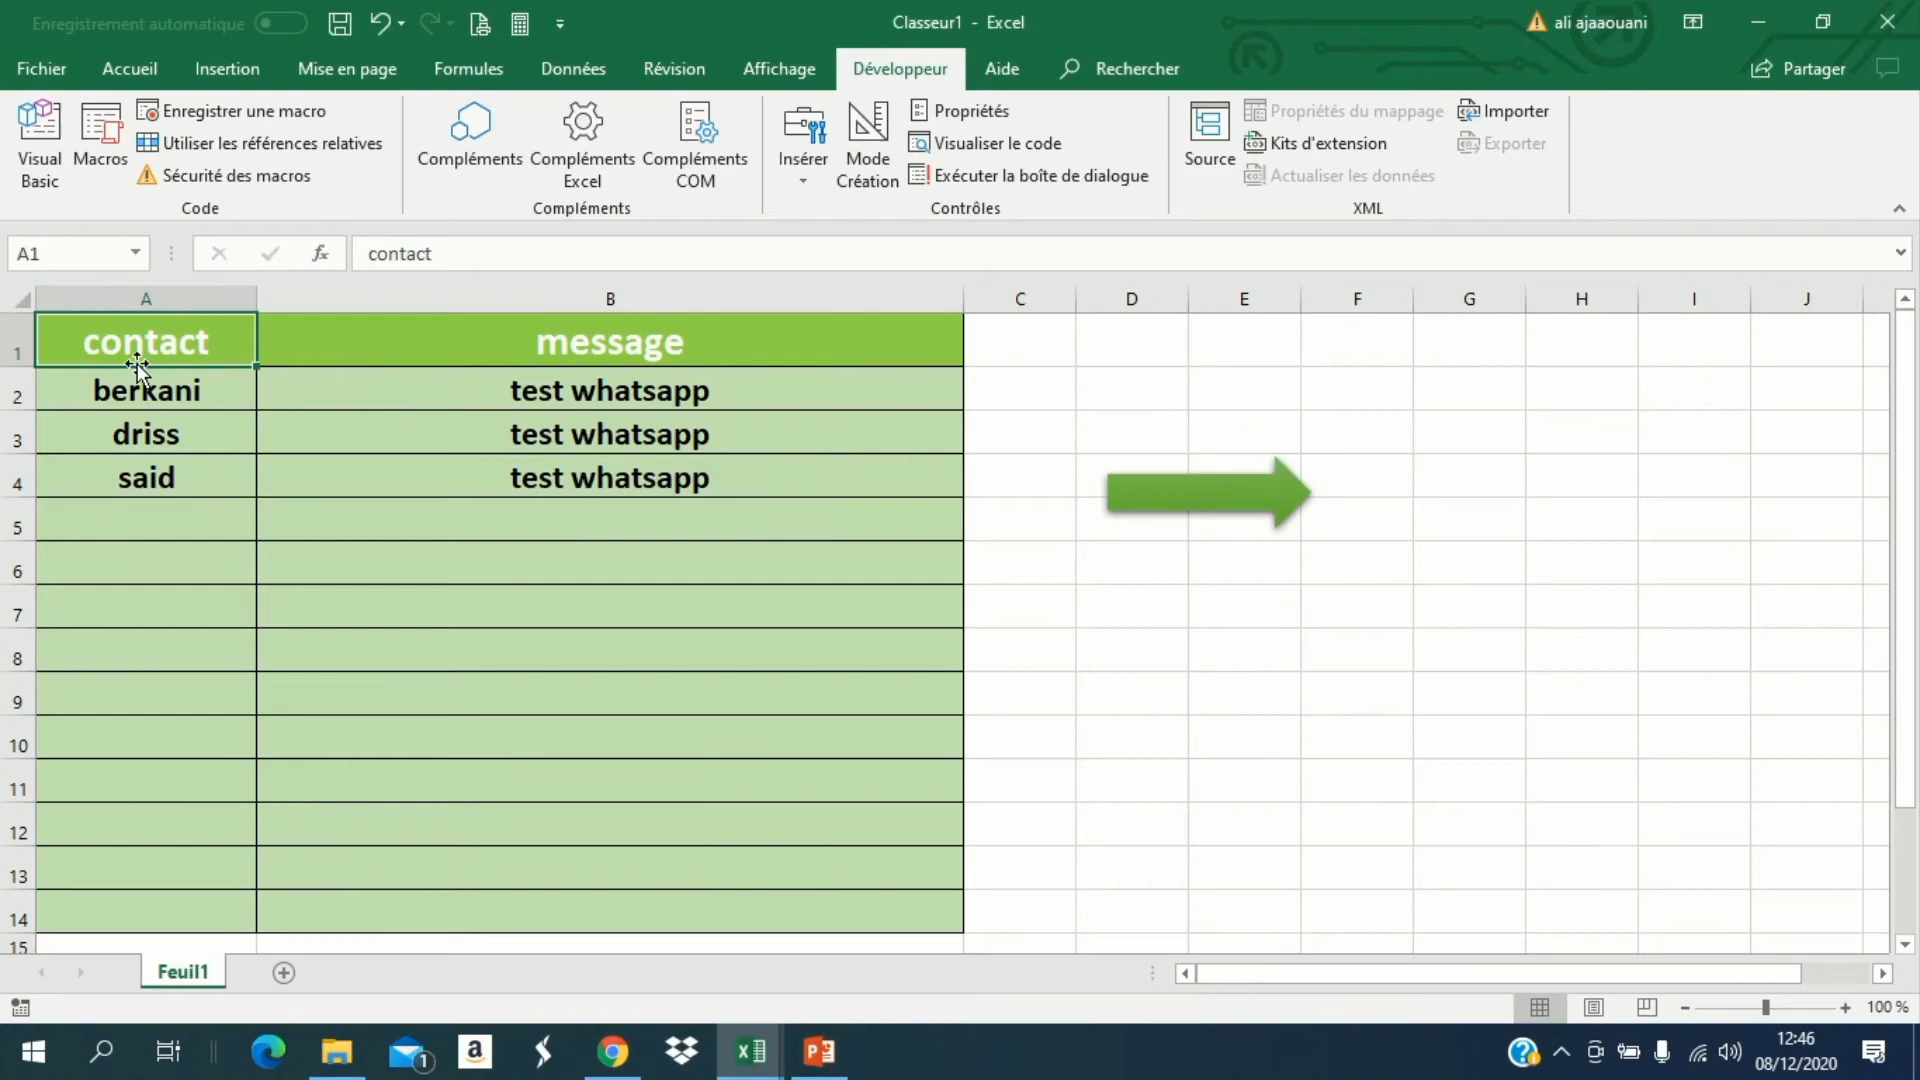 Enregistrement automatique
Classeur1 - Excel
ali ajaaouani
Fichier Accueil Insertion Mise en page Formules Données Révision Affichage Développeur Aide Rechercher Partager
Visual Basic
Macros
Enregistrer une macro
Utiliser les références relatives
Sécurité des macros
Code
Compléments
Compléments Excel
Compléments COM
Compléments
Insérer
Mode Création
Propriétés
Visualiser le code
Exécuter la boîte de dialogue
Contrôles
Source
Propriétés du mappage
Kits d'extension
Actualiser les données
Importer
Exporter
XML
A1 fx contact
A B C D E F G H I J
1 contact message
2 berkani test whatsapp
3 driss test whatsapp
4 said test whatsapp
5
6
7
8
9
10
11
12
13
14
15
Feuil1
100 %
1
12:46
08/12/2020